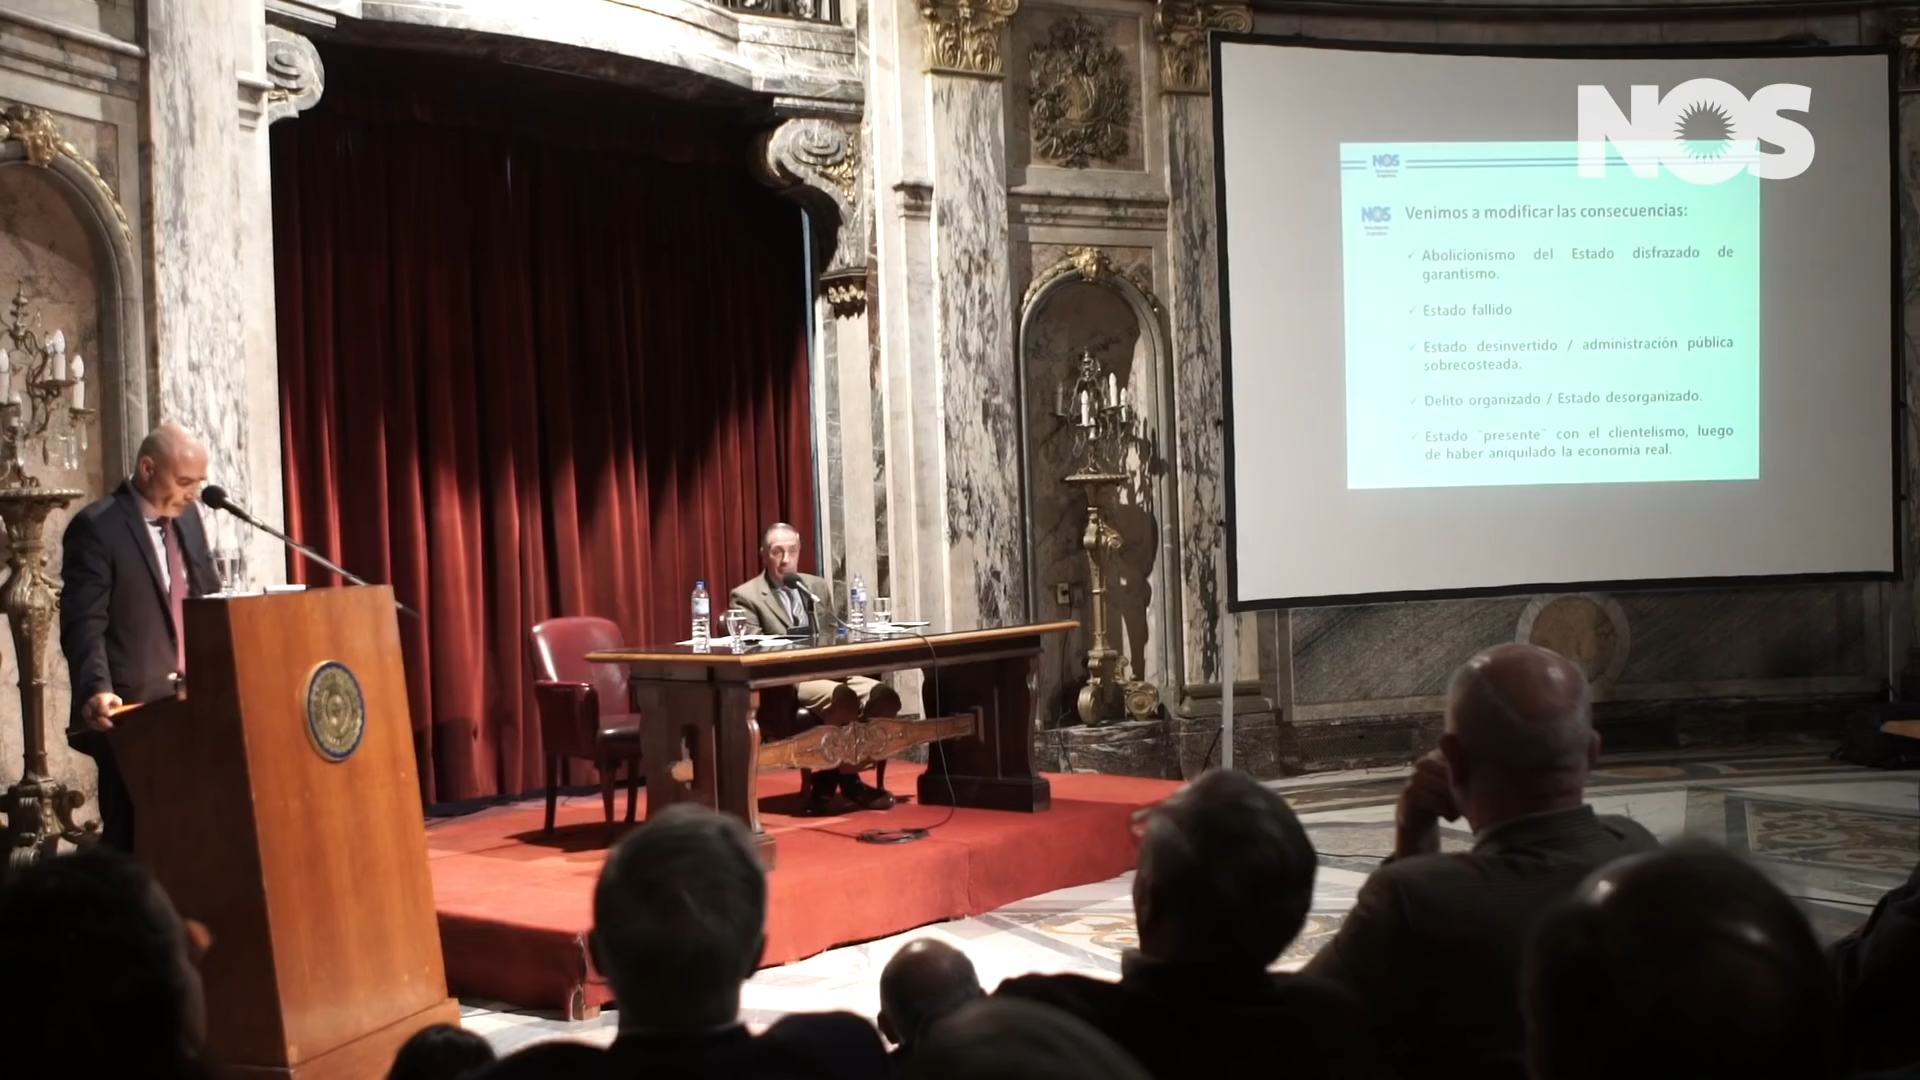 NOS
NOS
NOS
Venimos a modificar las consecuencias:
✓ Abolicionismo del Estado disfrazado de
garantismo.
✓ Estado fallido
✓ Estado desinvertido / administración pública
sobrecosteada.
✓ Delito organizado / Estado desorganizado.
✓ Estado "presente" con el clientelismo, luego
de haber aniquilado la economía real.